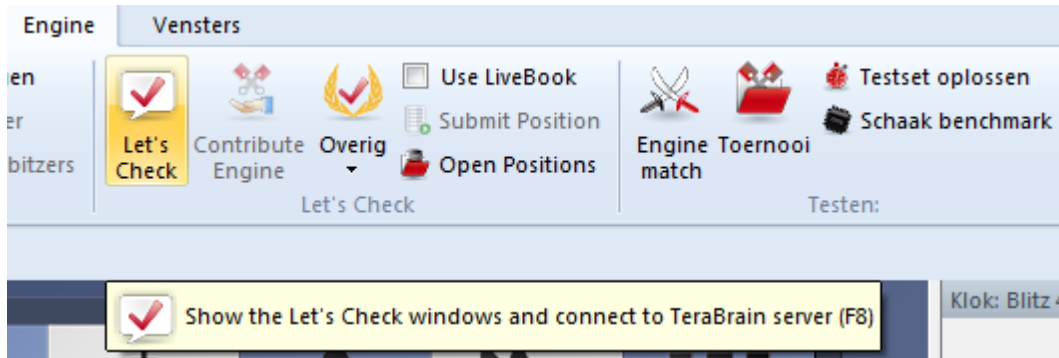 Engine Vensters
en
er
bitzers
Let's Check
Contribute Engine
Overig
Use LiveBook
Submit Position
Open Positions
Let's Check
Engine match
Toernooi
Testset oplossen
Schaak benchmark
Testen:
Show the Let's Check windows and connect to TeraBrain server (F8)
Klok: Blitz 4